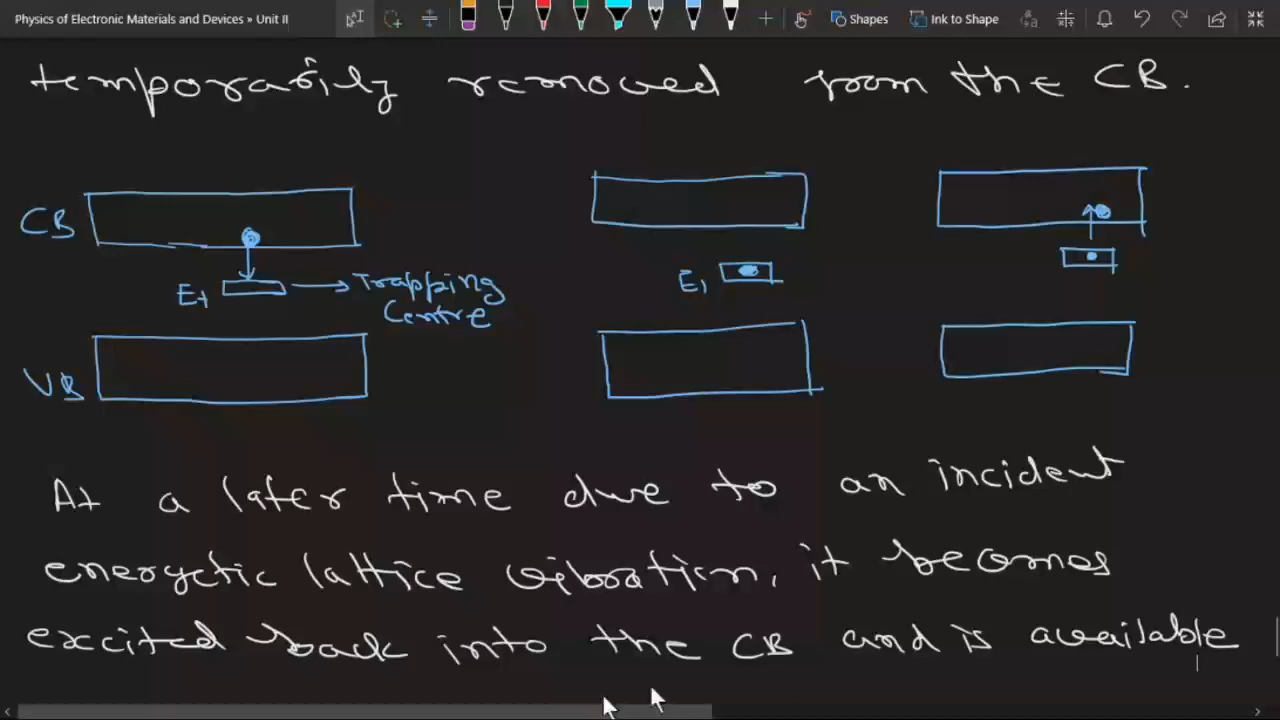 Physics of Electronic Materials and Devices » Unit II
Shapes
Ink to Shape
temporarily removed from the CB.
CB
Et
Trapping
Centre
Et
VB
At a later time due to an incident
energetic lattice vibration, it becomes
excited back into the CB and is available